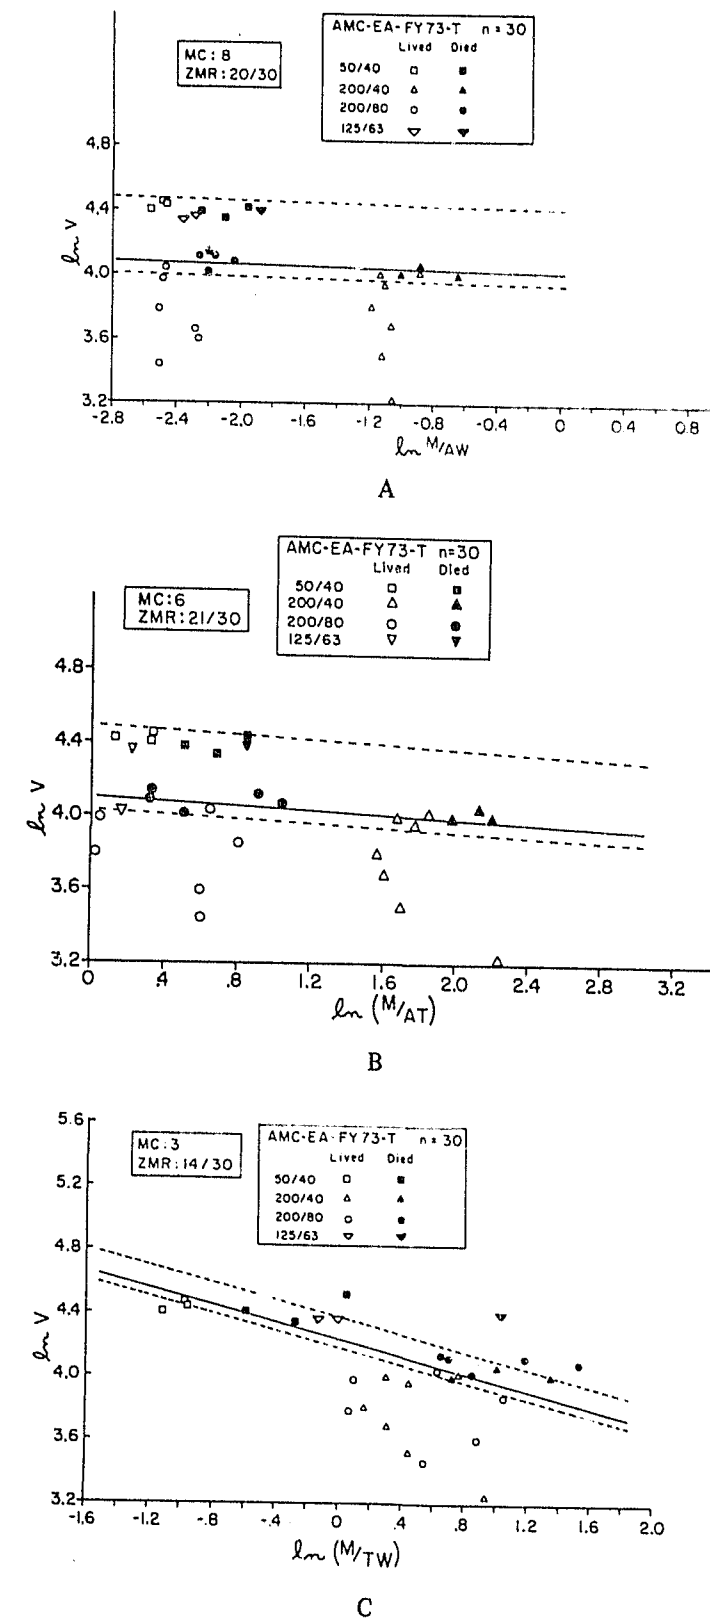 AMC-EA-FY73-T n=30
Lived Died
50/40
200/40
200/80
125/63
MC:8
ZMR:20/30
4.8
4.4
4.0
3.6
3.2
ln V
-2.8 -2.4 -2.0 -1.6 -1.2 -0.8 -0.4 0 0.4 0.8
ln M/AW
A
AMC-EA-FY73-T n=30
Lived Died
50/40
200/40
200/80
125/63
MC:6
ZMR:21/30
4.8
4.4
4.0
3.6
3.2
ln V
0 .4 .8 1.2 1.6 2.0 2.4 2.8 3.2
ln (M/AT)
B
AMC-EA-FY73-T n=30
Lived Died
50/40
200/40
200/80
125/63
MC:3
ZMR:14/30
5.6
5.2
4.8
4.4
4.0
3.6
3.2
ln V
-1.6 -1.2 -.8 -.4 0 .4 .8 1.2 1.6 2.0
ln (M/TW)
C